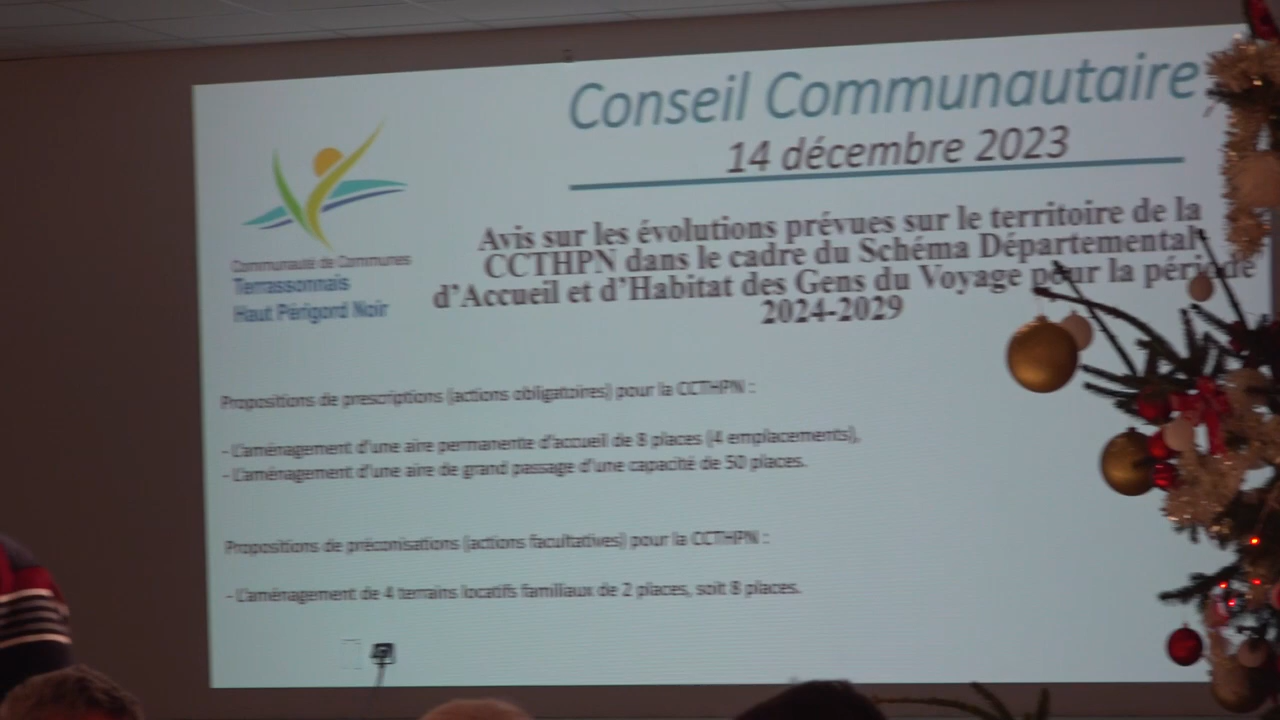 Conseil Communautaire
14 décembre 2023
Communauté de Communes
Terrassonnais
Haut Périgord Noir
Avis sur les évolutions prévues sur le territoire de la
CCTHPN dans le cadre du Schéma Départemental
d'Accueil et d'Habitat des Gens du Voyage pour la période
2024-2029
Propositions de prescriptions (actions obligatoires) pour la CCTHPN :
- L'aménagement d'une aire permanente d'accueil de 8 places (4 emplacements),
- L'aménagement d'une aire de grand passage d'une capacité de 50 places.
Propositions de préconisations (actions facultatives) pour la CCTHPN :
- L'aménagement de 4 terrains locatifs familiaux de 2 places, soit 8 places.